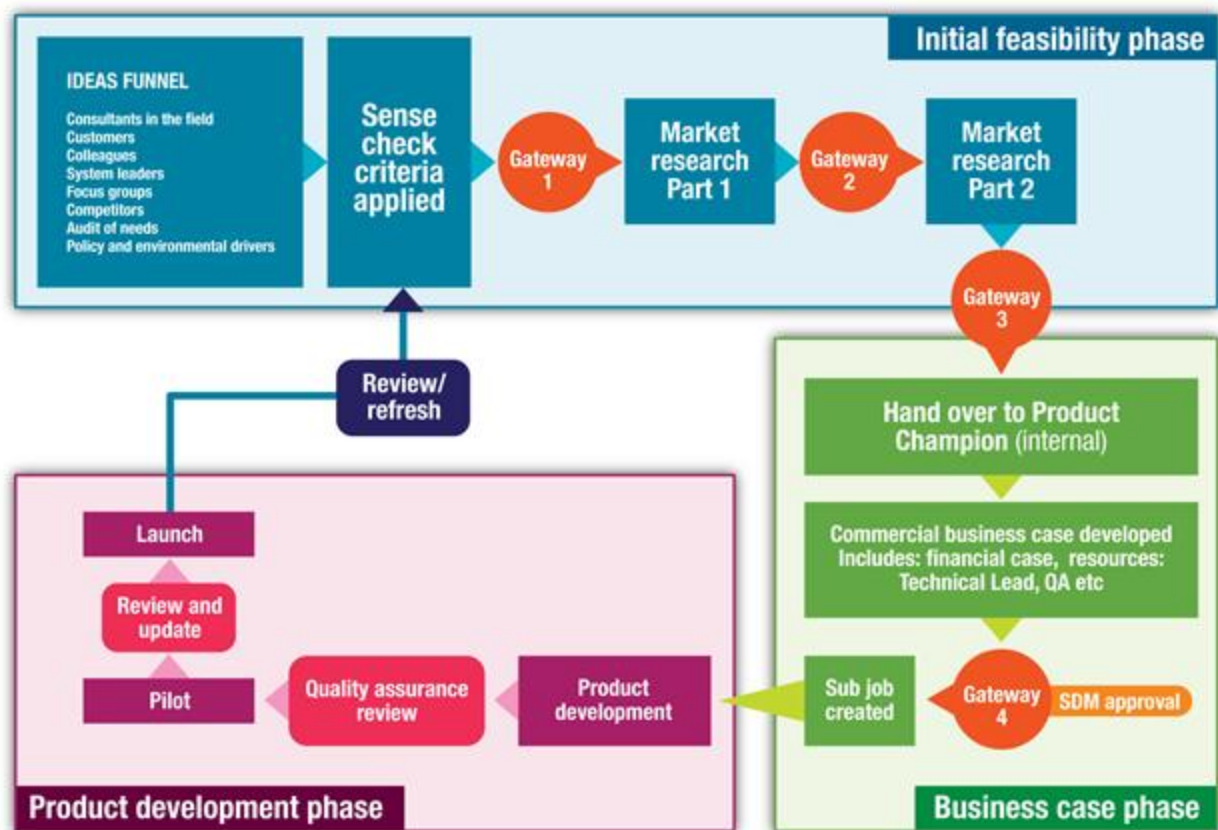 Initial feasibility phase
IDEAS FUNNEL
Consultants in the field
Customers
Colleagues
System leaders
Focus groups
Competitors
Audit of needs
Policy and environmental drivers
Sense
check
criteria
applied
Gateway
1
Market
research
Part 1
Gateway
2
Market
research
Part 2
Gateway
3
Hand over to Product
Champion (internal)
Commercial business case developed
Includes: financial case, resources:
Technical Lead, QA etc
Gateway
4
SDM approval
Sub job
created
Business case phase
Product
development
Quality assurance
review
Pilot
Review and
update
Launch
Product development phase
Review/
refresh